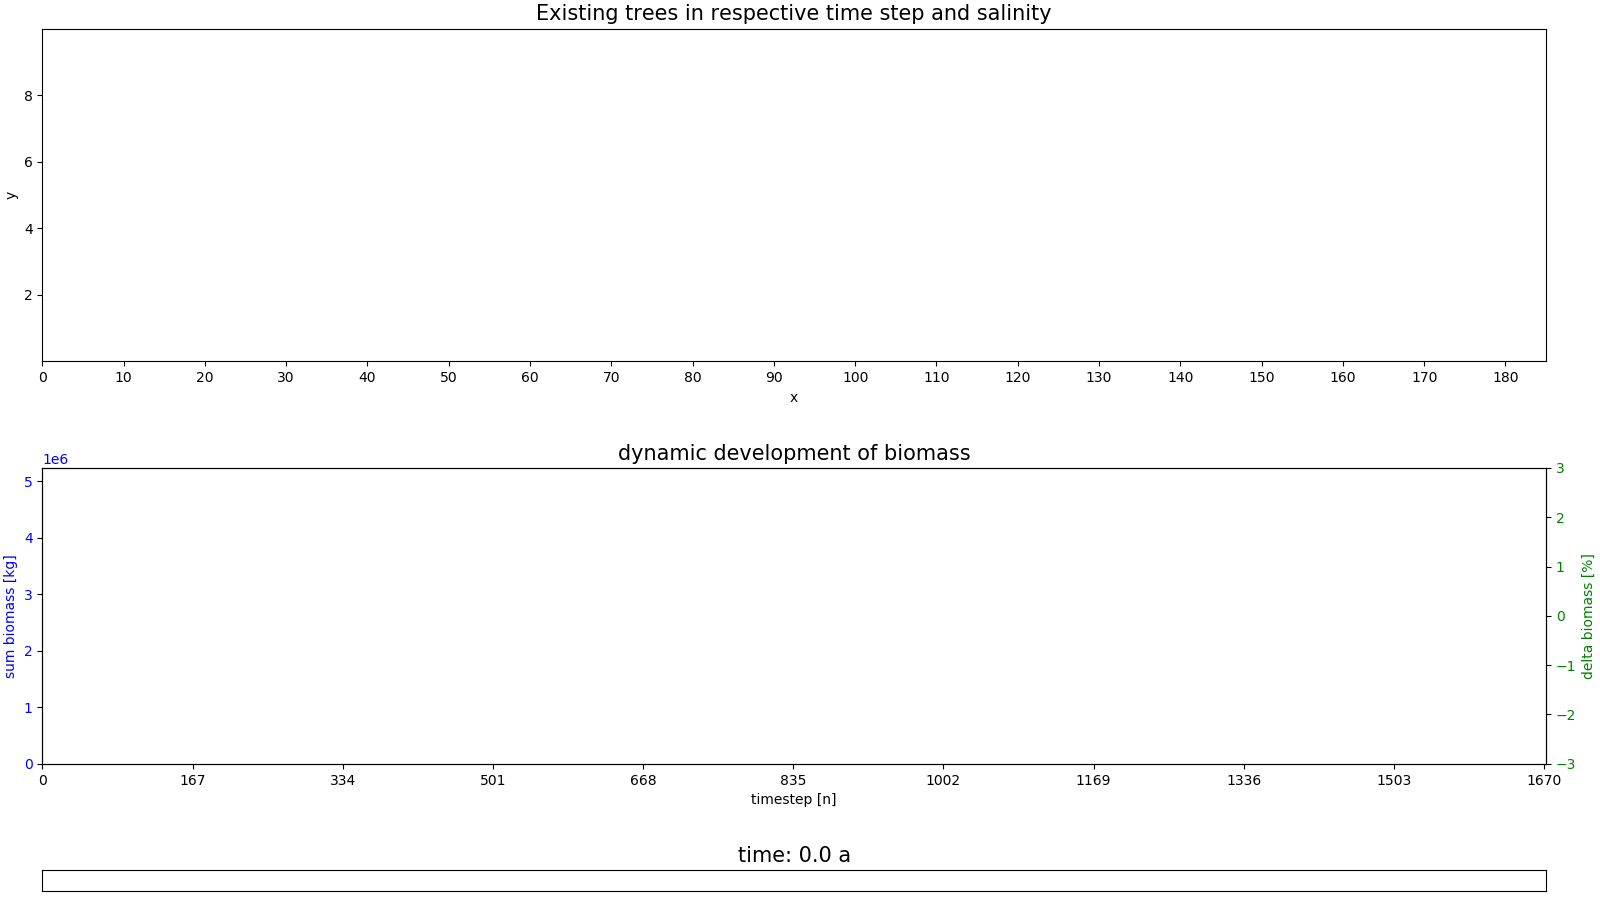 Existing trees in respective time step and salinity
8
6
4
2
y
0 10 20 30 40 50 60 70 80 90 100 110 120 130 140 150 160 170 180
x
dynamic development of biomass
1e6
5
4
3
2
1
0
sum biomass [kg]
3
2
1
0
−1
−2
−3
delta biomass [%]
0 167 334 501 668 835 1002 1169 1336 1503 1670
timestep [n]
time: 0.0 a